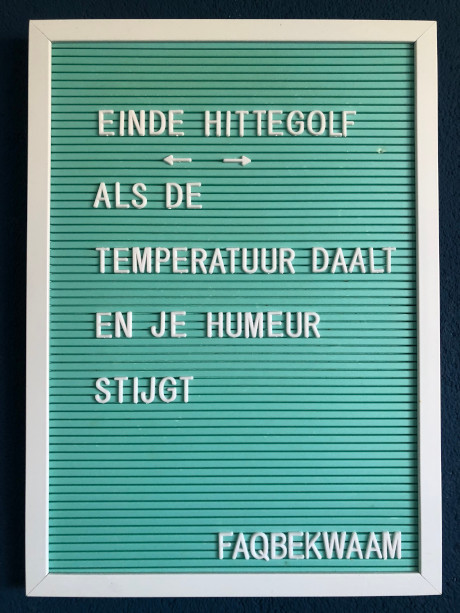 EINDE HITTEGOLF
← →
ALS DE
TEMPERATUUR DAALT
EN JE HUMEUR
STIJGT
FAQBEKWAAM